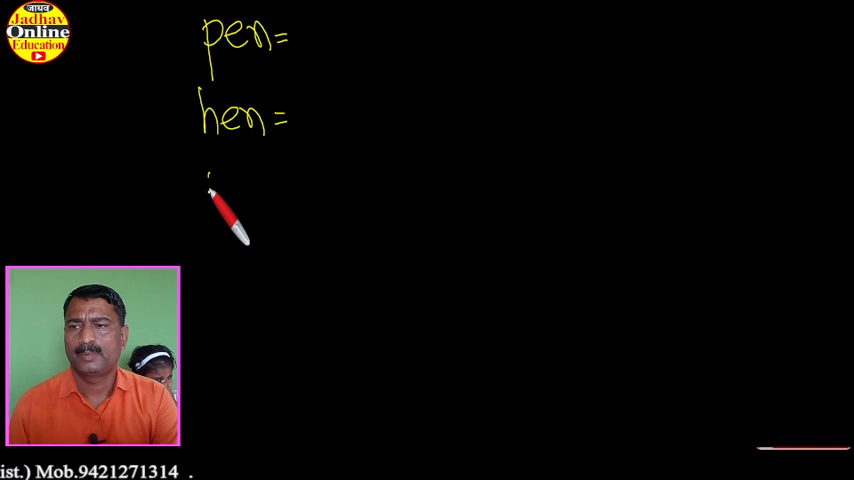 जाधव
Jadhav
Online
Education
pen=
hen=
ist.) Mob.9421271314 .